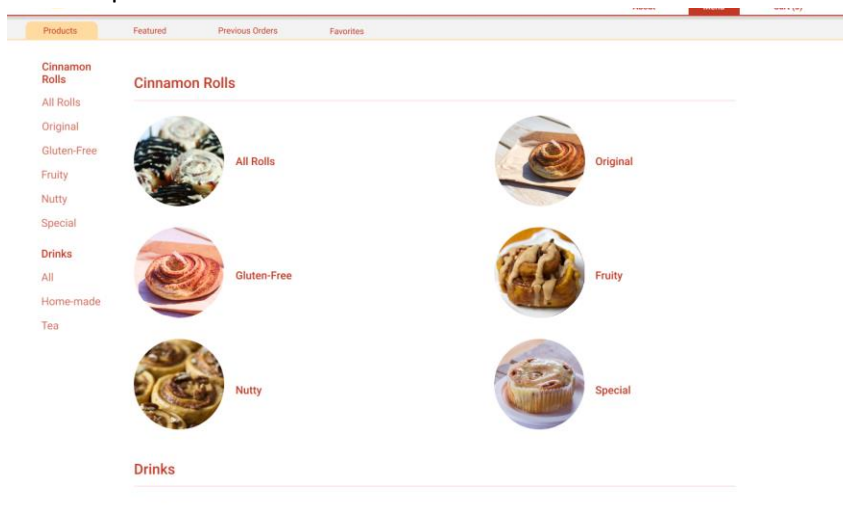 Products Featured Previous Orders Favorites
Cinnamon
Rolls
All Rolls
Original
Gluten-Free
Fruity
Nutty
Special
Drinks
All
Home-made
Tea
Cinnamon Rolls
All Rolls
Original
Gluten-Free
Fruity
Nutty
Special
Drinks